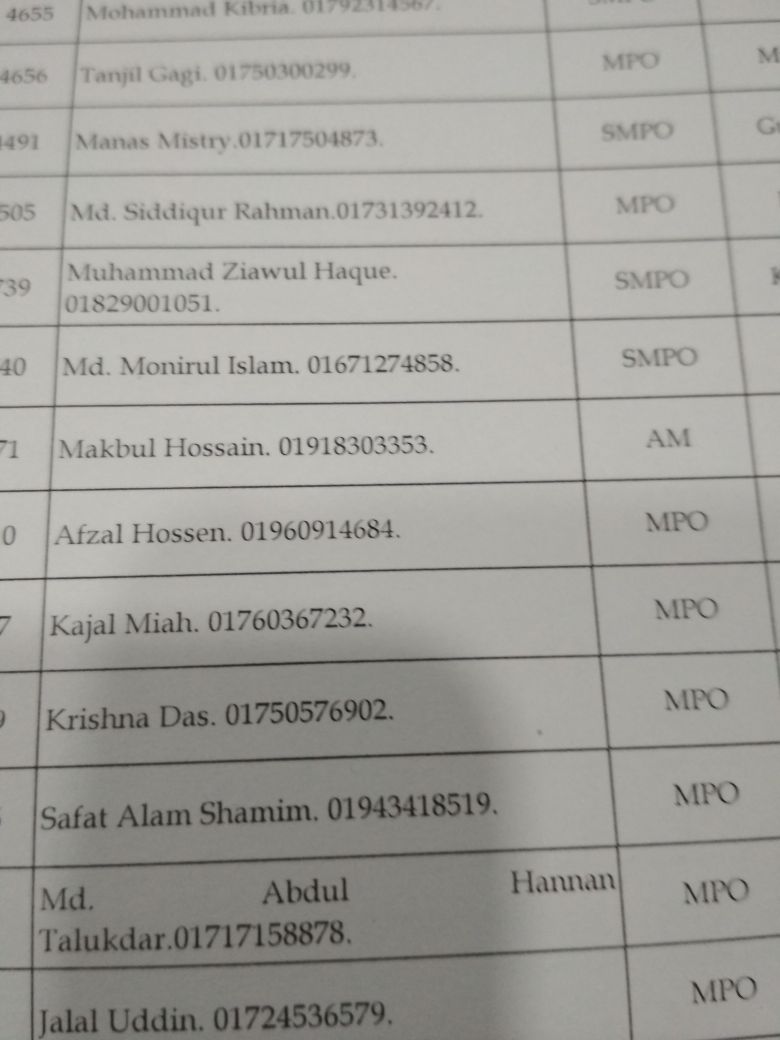 4655 Mohammad Kibria. 01792314567.
4656 Tanjil Gagi. 01750300299. MPO
491 Manas Mistry.01717504873. SMPO
505 Md. Siddiqur Rahman.01731392412. MPO
739 Muhammad Ziawul Haque. SMPO
01829001051.
40 Md. Monirul Islam. 01671274858. SMPO
71 Makbul Hossain. 01918303353. AM
0 Afzal Hossen. 01960914684. MPO
7 Kajal Miah. 01760367232. MPO
Krishna Das. 01750576902. MPO
Safat Alam Shamim. 01943418519. MPO
Md. Abdul Hannan MPO
Talukdar.01717158878.
Jalal Uddin. 01724536579. MPO